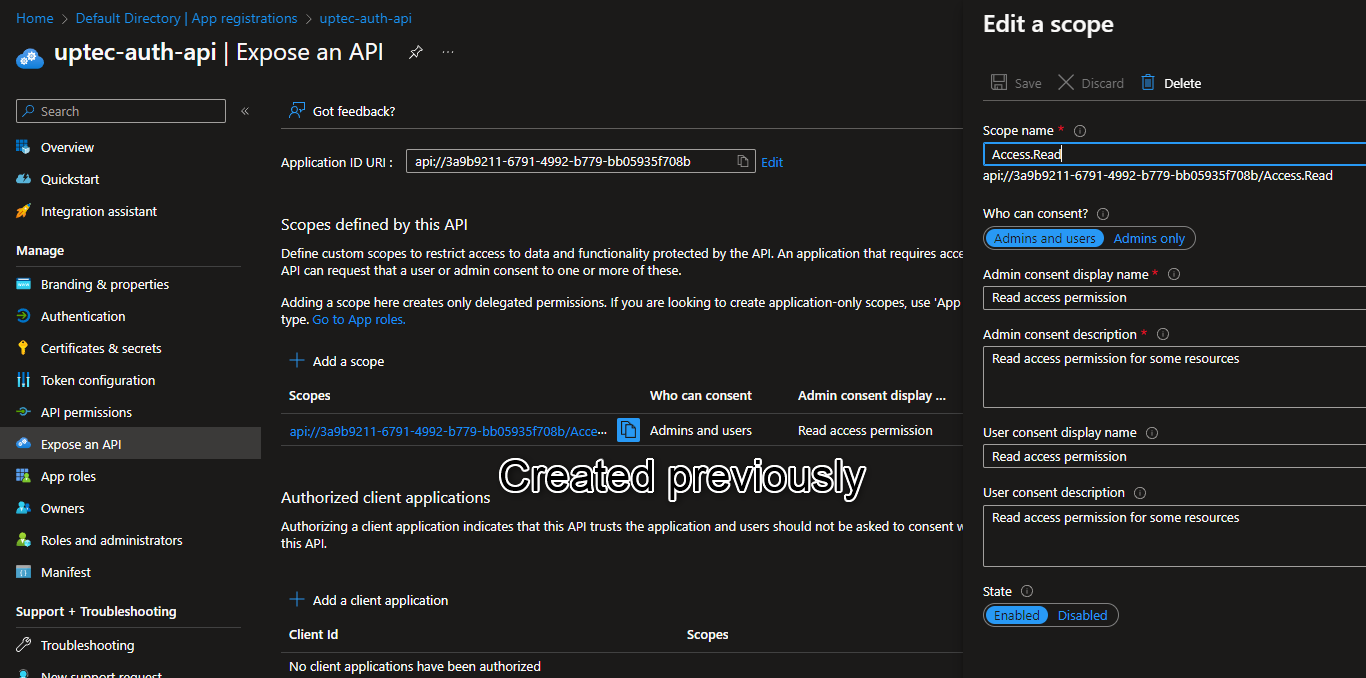 Home > Default Directory | App registrations > uptec-auth-api
uptec-auth-api | Expose an API
Search
Overview
Quickstart
Integration assistant
Manage
Branding & properties
Authentication
Certificates & secrets
Token configuration
API permissions
Expose an API
App roles
Owners
Roles and administrators
Manifest
Support + Troubleshooting
Troubleshooting
New support request
Got feedback?
Application ID URI : api://3a9b9211-6791-4992-b779-bb05935f708b Edit
Scopes defined by this API
Define custom scopes to restrict access to data and functionality protected by the API. An application that requires acce
API can request that a user or admin consent to one or more of these.
Adding a scope here creates only delegated permissions. If you are looking to create application-only scopes, use 'App
type. Go to App roles.
Add a scope
Scopes Who can consent Admin consent display ...
api://3a9b9211-6791-4992-b779-bb05935f708b/Acce... Admins and users Read access permission
Created previously
Authorized client applications
Authorizing a client application indicates that this API trusts the application and users should not be asked to consent w
this API.
Add a client application
Client Id Scopes
No client applications have been authorized
Edit a scope
Save Discard Delete
Scope name *
Access.Read
api://3a9b9211-6791-4992-b779-bb05935f708b/Access.Read
Who can consent?
Admins and users Admins only
Admin consent display name *
Read access permission
Admin consent description *
Read access permission for some resources
User consent display name
Read access permission
User consent description
Read access permission for some resources
State
Enabled Disabled